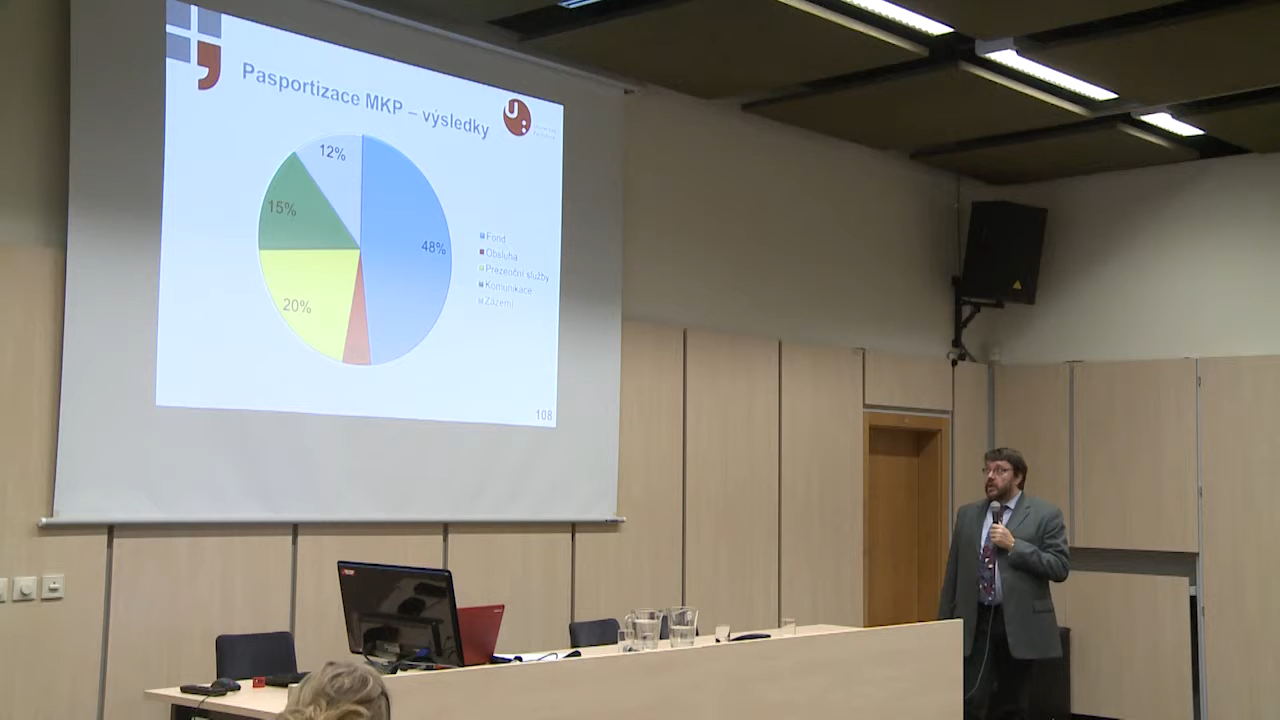 Pasportizace MKP – výsledky
12%
15%
48%
20%
Fond
Obsluha
Prezenční služby
Komunikace
Zázemí
108